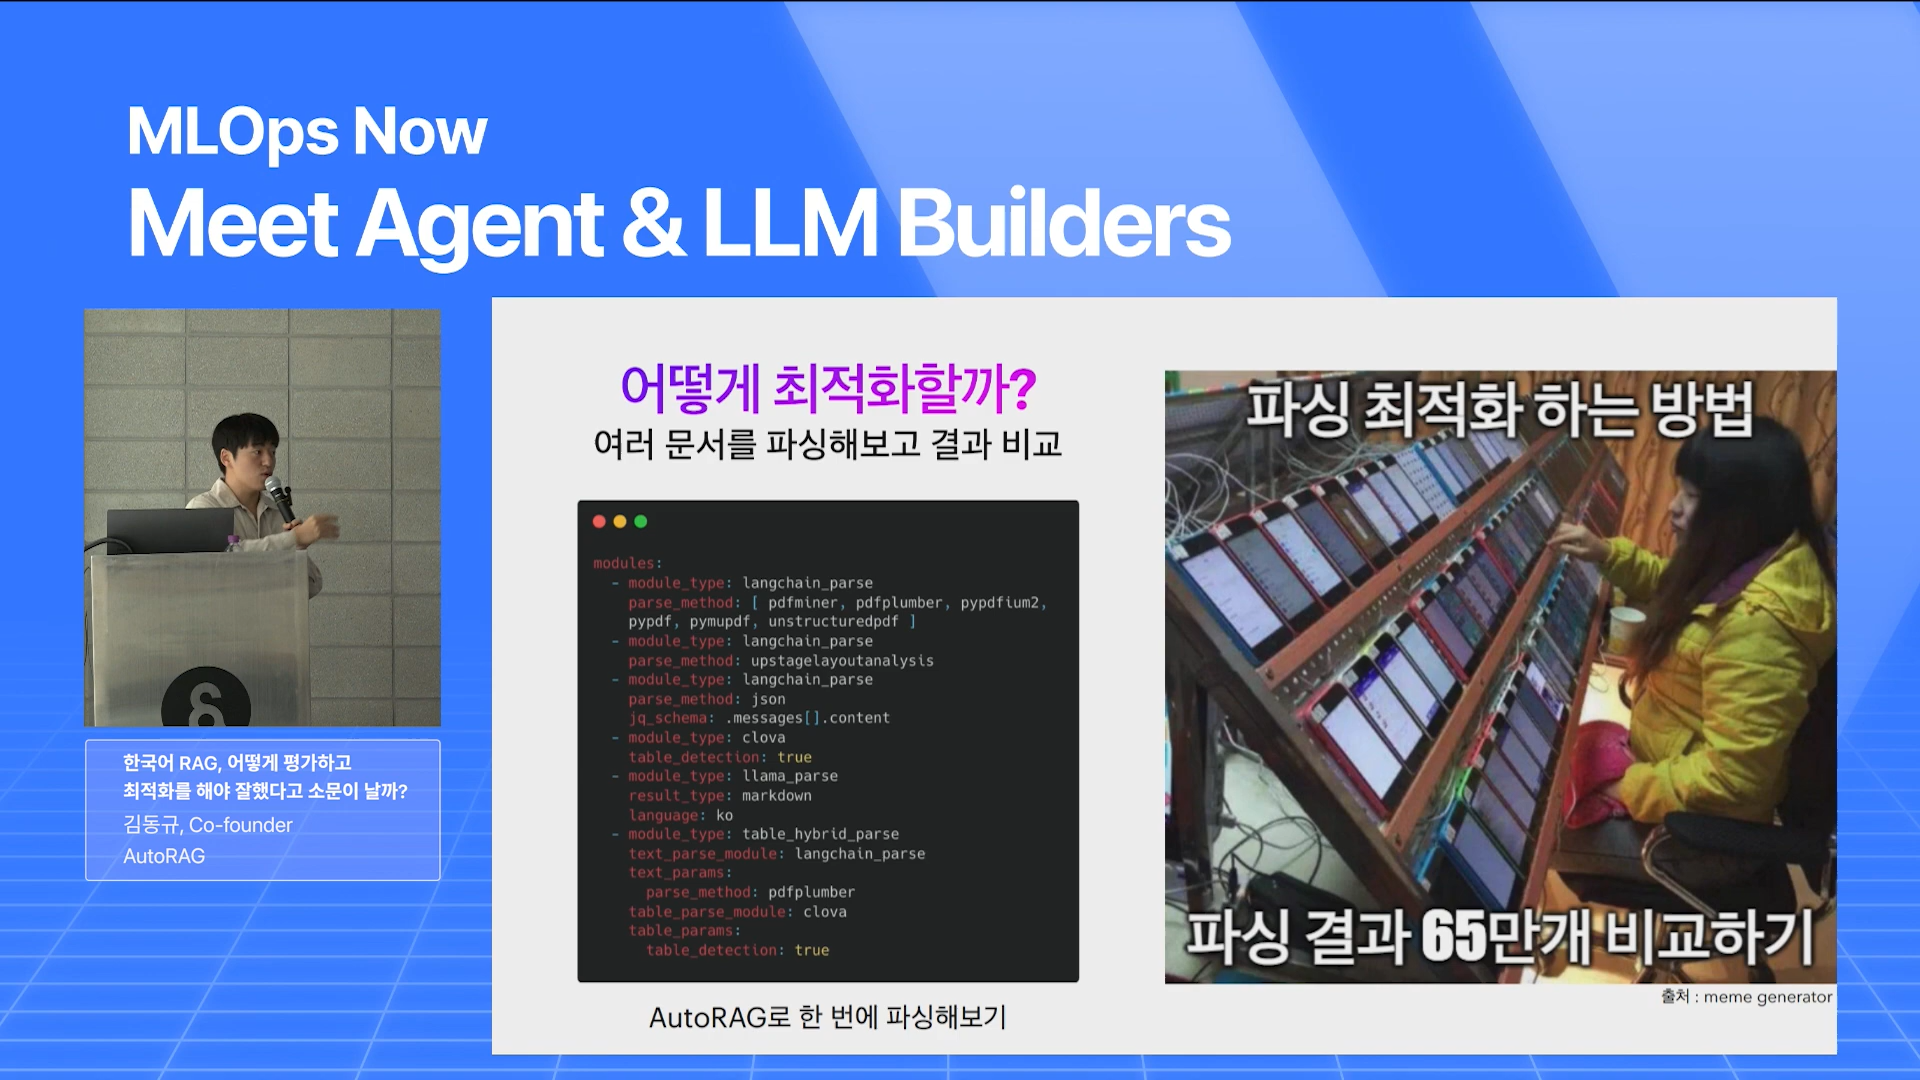 MLOps Now
Meet Agent & LLM Builders
어떻게 최적화할까?
여러 문서를 파싱해보고 결과 비교
modules:
- module_type: langchain_parse
parse_method: [ pdfminer, pdfplumber, pypdfium2,
pypdf, pymupdf, unstructuredpdf ]
- module_type: langchain_parse
parse_method: upstagelayoutanalysis
- module_type: langchain_parse
parse_method: json
jq_schema: .messages[].content
- module_type: clova
table_detection: true
- module_type: llama_parse
result_type: markdown
language: ko
- module_type: table_hybrid_parse
text_parse_module: langchain_parse
text_params:
parse_method: pdfplumber
table_parse_module: clova
table_params:
table_detection: true
AutoRAG로 한 번에 파싱해보기
파싱 최적화 하는 방법
파싱 결과 65만개 비교하기
출처 : meme generator
한국어 RAG, 어떻게 평가하고
최적화를 해야 잘했다고 소문이 날까?
김동규, Co-founder
AutoRAG